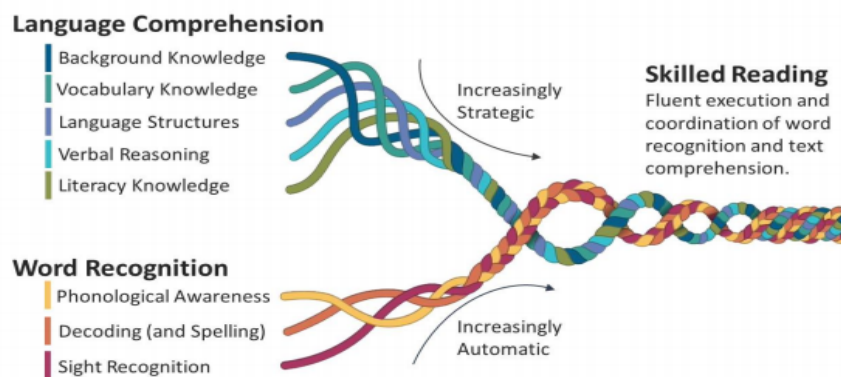 Language Comprehension
Background Knowledge
Vocabulary Knowledge
Language Structures
Verbal Reasoning
Literacy Knowledge
Increasingly
Strategic
Skilled Reading
Fluent execution and
coordination of word
recognition and text
comprehension.
Word Recognition
Phonological Awareness
Decoding (and Spelling)
Sight Recognition
Increasingly
Automatic